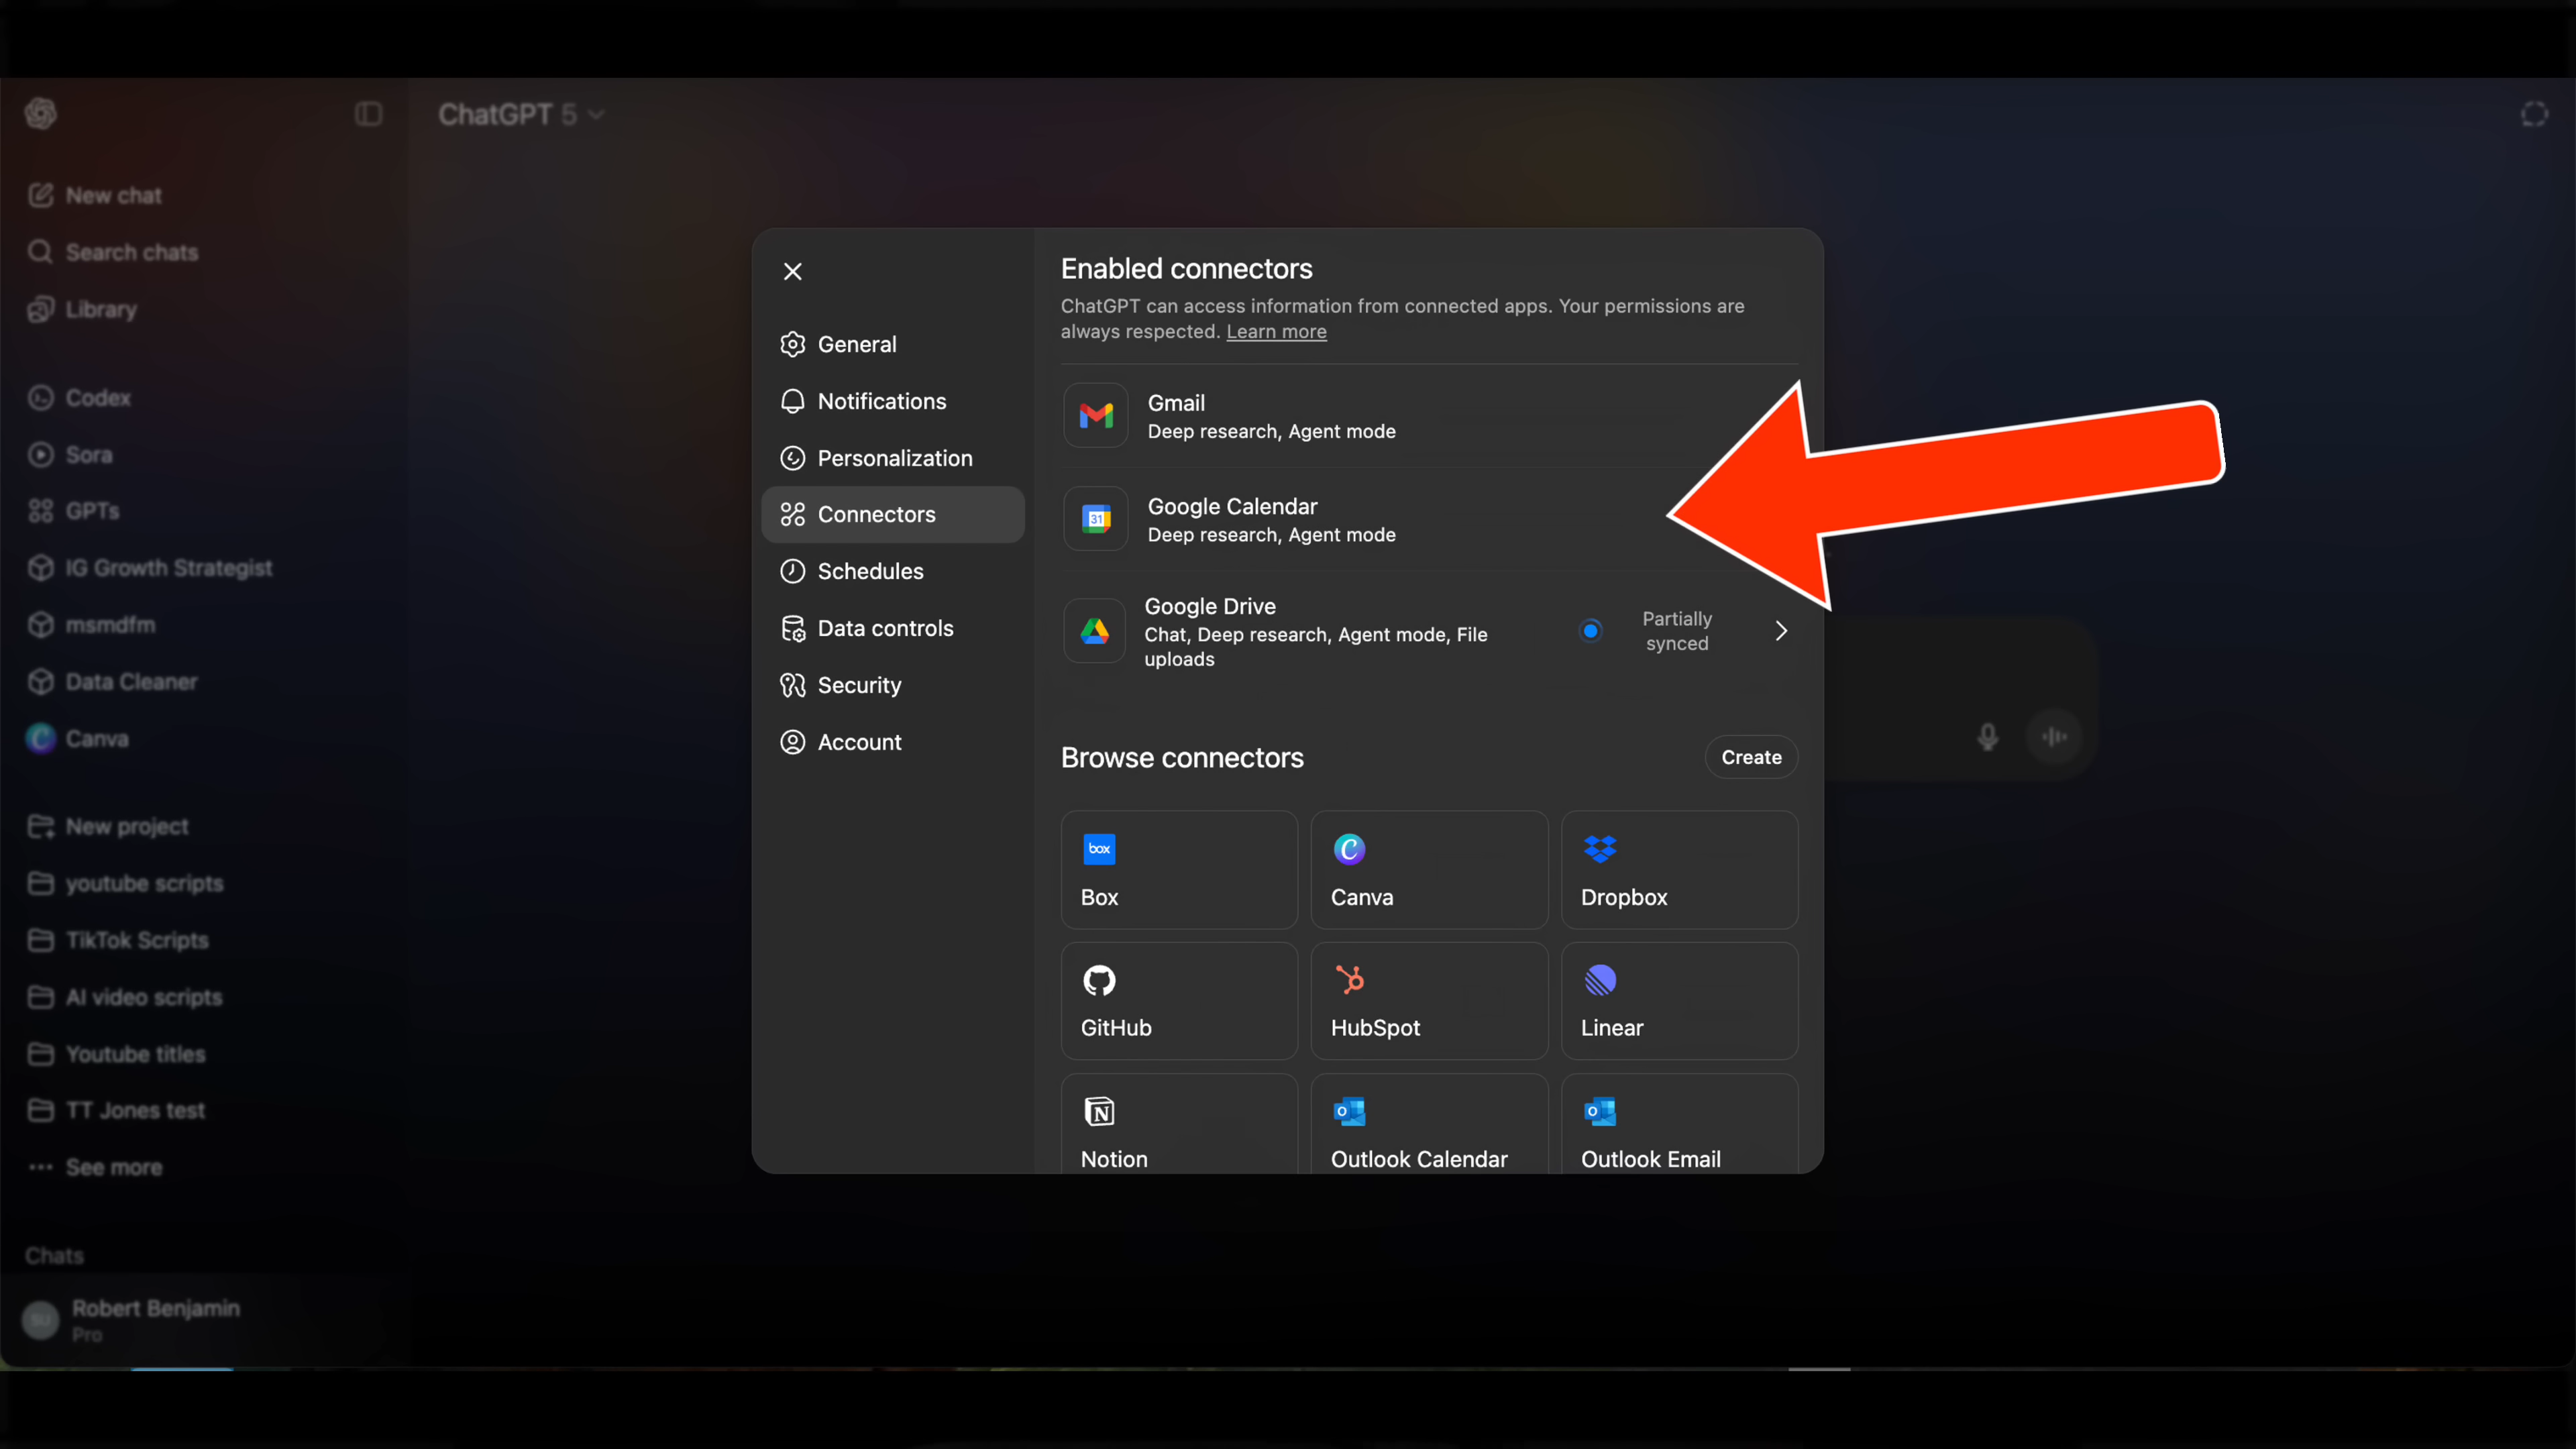 ChatGPT 5
New chat
Search chats
Library
Codex
Sora
GPTs
IG Growth Strategist
msmdfm
Data Cleaner
Canva
New project
youtube scripts
TikTok Scripts
AI video scripts
Youtube titles
TT Jones test
See more
Chats
SU
Robert Benjamin
Pro
General
Notifications
Personalization
Connectors
Schedules
Data controls
Security
Account
Enabled connectors
ChatGPT can access information from connected apps. Your permissions are
always respected. Learn more
Gmail
Deep research, Agent mode
31
Google Calendar
Deep research, Agent mode
Google Drive
Chat, Deep research, Agent mode, File
uploads
Partially
synced
Browse connectors
Create
box
Box
Canva
Dropbox
GitHub
HubSpot
Linear
Notion
Outlook Calendar
Outlook Email